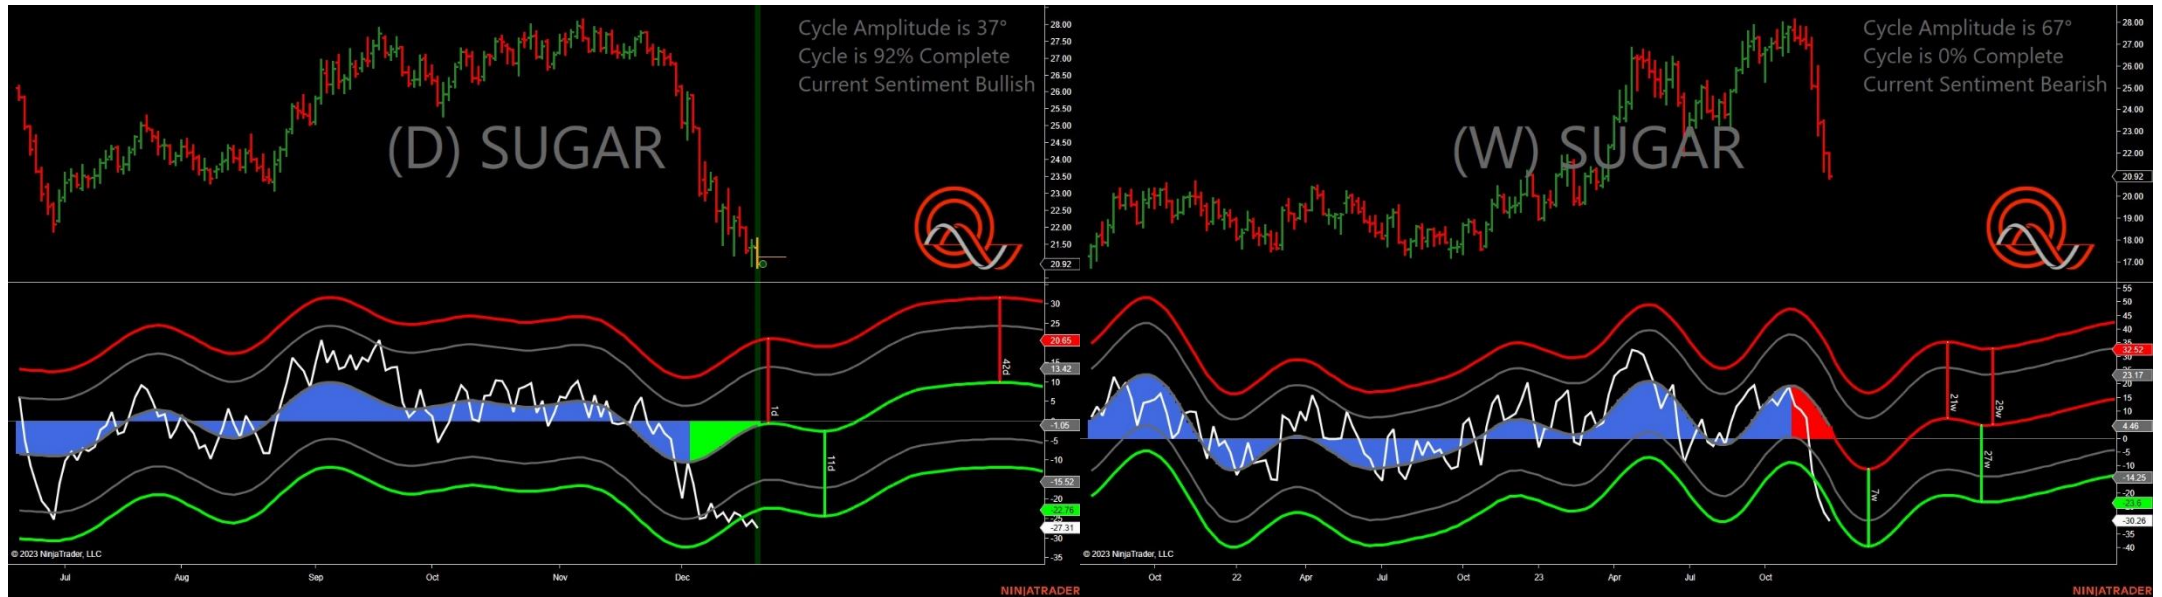 Cycle Amplitude is 37°
Cycle is 92% Complete
Current Sentiment Bullish
(D) SUGAR
28.00
27.50
27.00
26.50
26.00
25.50
25.00
24.50
24.00
23.50
23.00
22.50
22.00
21.50
20.92
30
25
20.65
15
13.42
10
5
-1.05
-5
-10
-15.52
-20
-22.76
-25
-27.31
-30
-35
1d
11d
42d
© 2023 NinjaTrader, LLC
Jul
Aug
Sep
Oct
Nov
Dec
NINJATRADER
Cycle Amplitude is 67°
Cycle is 0% Complete
Current Sentiment Bearish
(W) SUGAR
28.00
27.00
26.00
25.00
24.00
23.00
22.00
20.92
19.00
18.00
17.00
55
50
45
40
35
32.52
23.17
20
15
10
4.46
0
-5
-10
-14.25
-20
-23.6
-30.26
-35
-40
7w
21w
29w
27w
© 2023 NinjaTrader, LLC
Oct
22
Apr
Jul
Oct
23
Apr
Jul
Oct
NINJATRADER